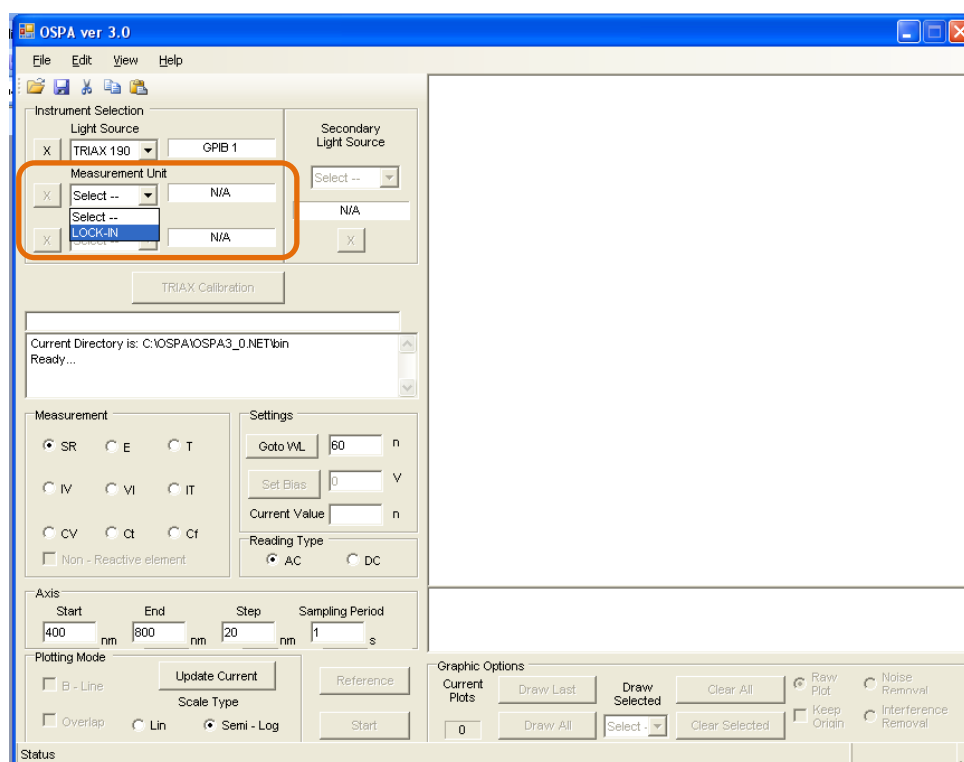 OSPA ver 3.0
File Edit View Help
Instrument Selection
Light Source
X TRIAX 190 GPIB 1
Measurement Unit
X Select -- N/A
Select --
LOCK-IN
X Select -- N/A
Secondary
Light Source
Select --
N/A
X
TRIAX Calibration
Current Directory is: C:\OSPA\OSPA3_0.NET\bin
Ready...
Measurement
SR E T
IV VI IT
CV Ct Cf
Non - Reactive element
Settings
Goto WL 60 n
Set Bias 0 V
Current Value n
Reading Type
AC DC
Axis
Start End Step Sampling Period
400 nm 800 nm 20 nm 1 s
Plotting Mode
B - Line Update Current
Scale Type
Overlap Lin Semi - Log
Reference
Start
Graphic Options
Current
Plots
0
Draw Last
Draw All
Draw
Selected
Select -
Clear All
Clear Selected
Raw
Plot
Keep
Origin
Noise
Removal
Interference
Removal
Status